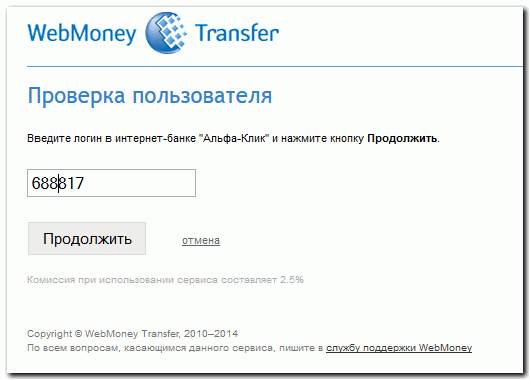 WebMoney Transfer
Проверка пользователя
Введите логин в интернет-банке "Альфа-Клик" и нажмите кнопку Продолжить.
688817
Продолжить отмена
Комиссия при использовании сервиса составляет 2.5%
Copyright © WebMoney Transfer, 2010–2014
По всем вопросам, касающимся данного сервиса, пишите в службу поддержки WebMoney